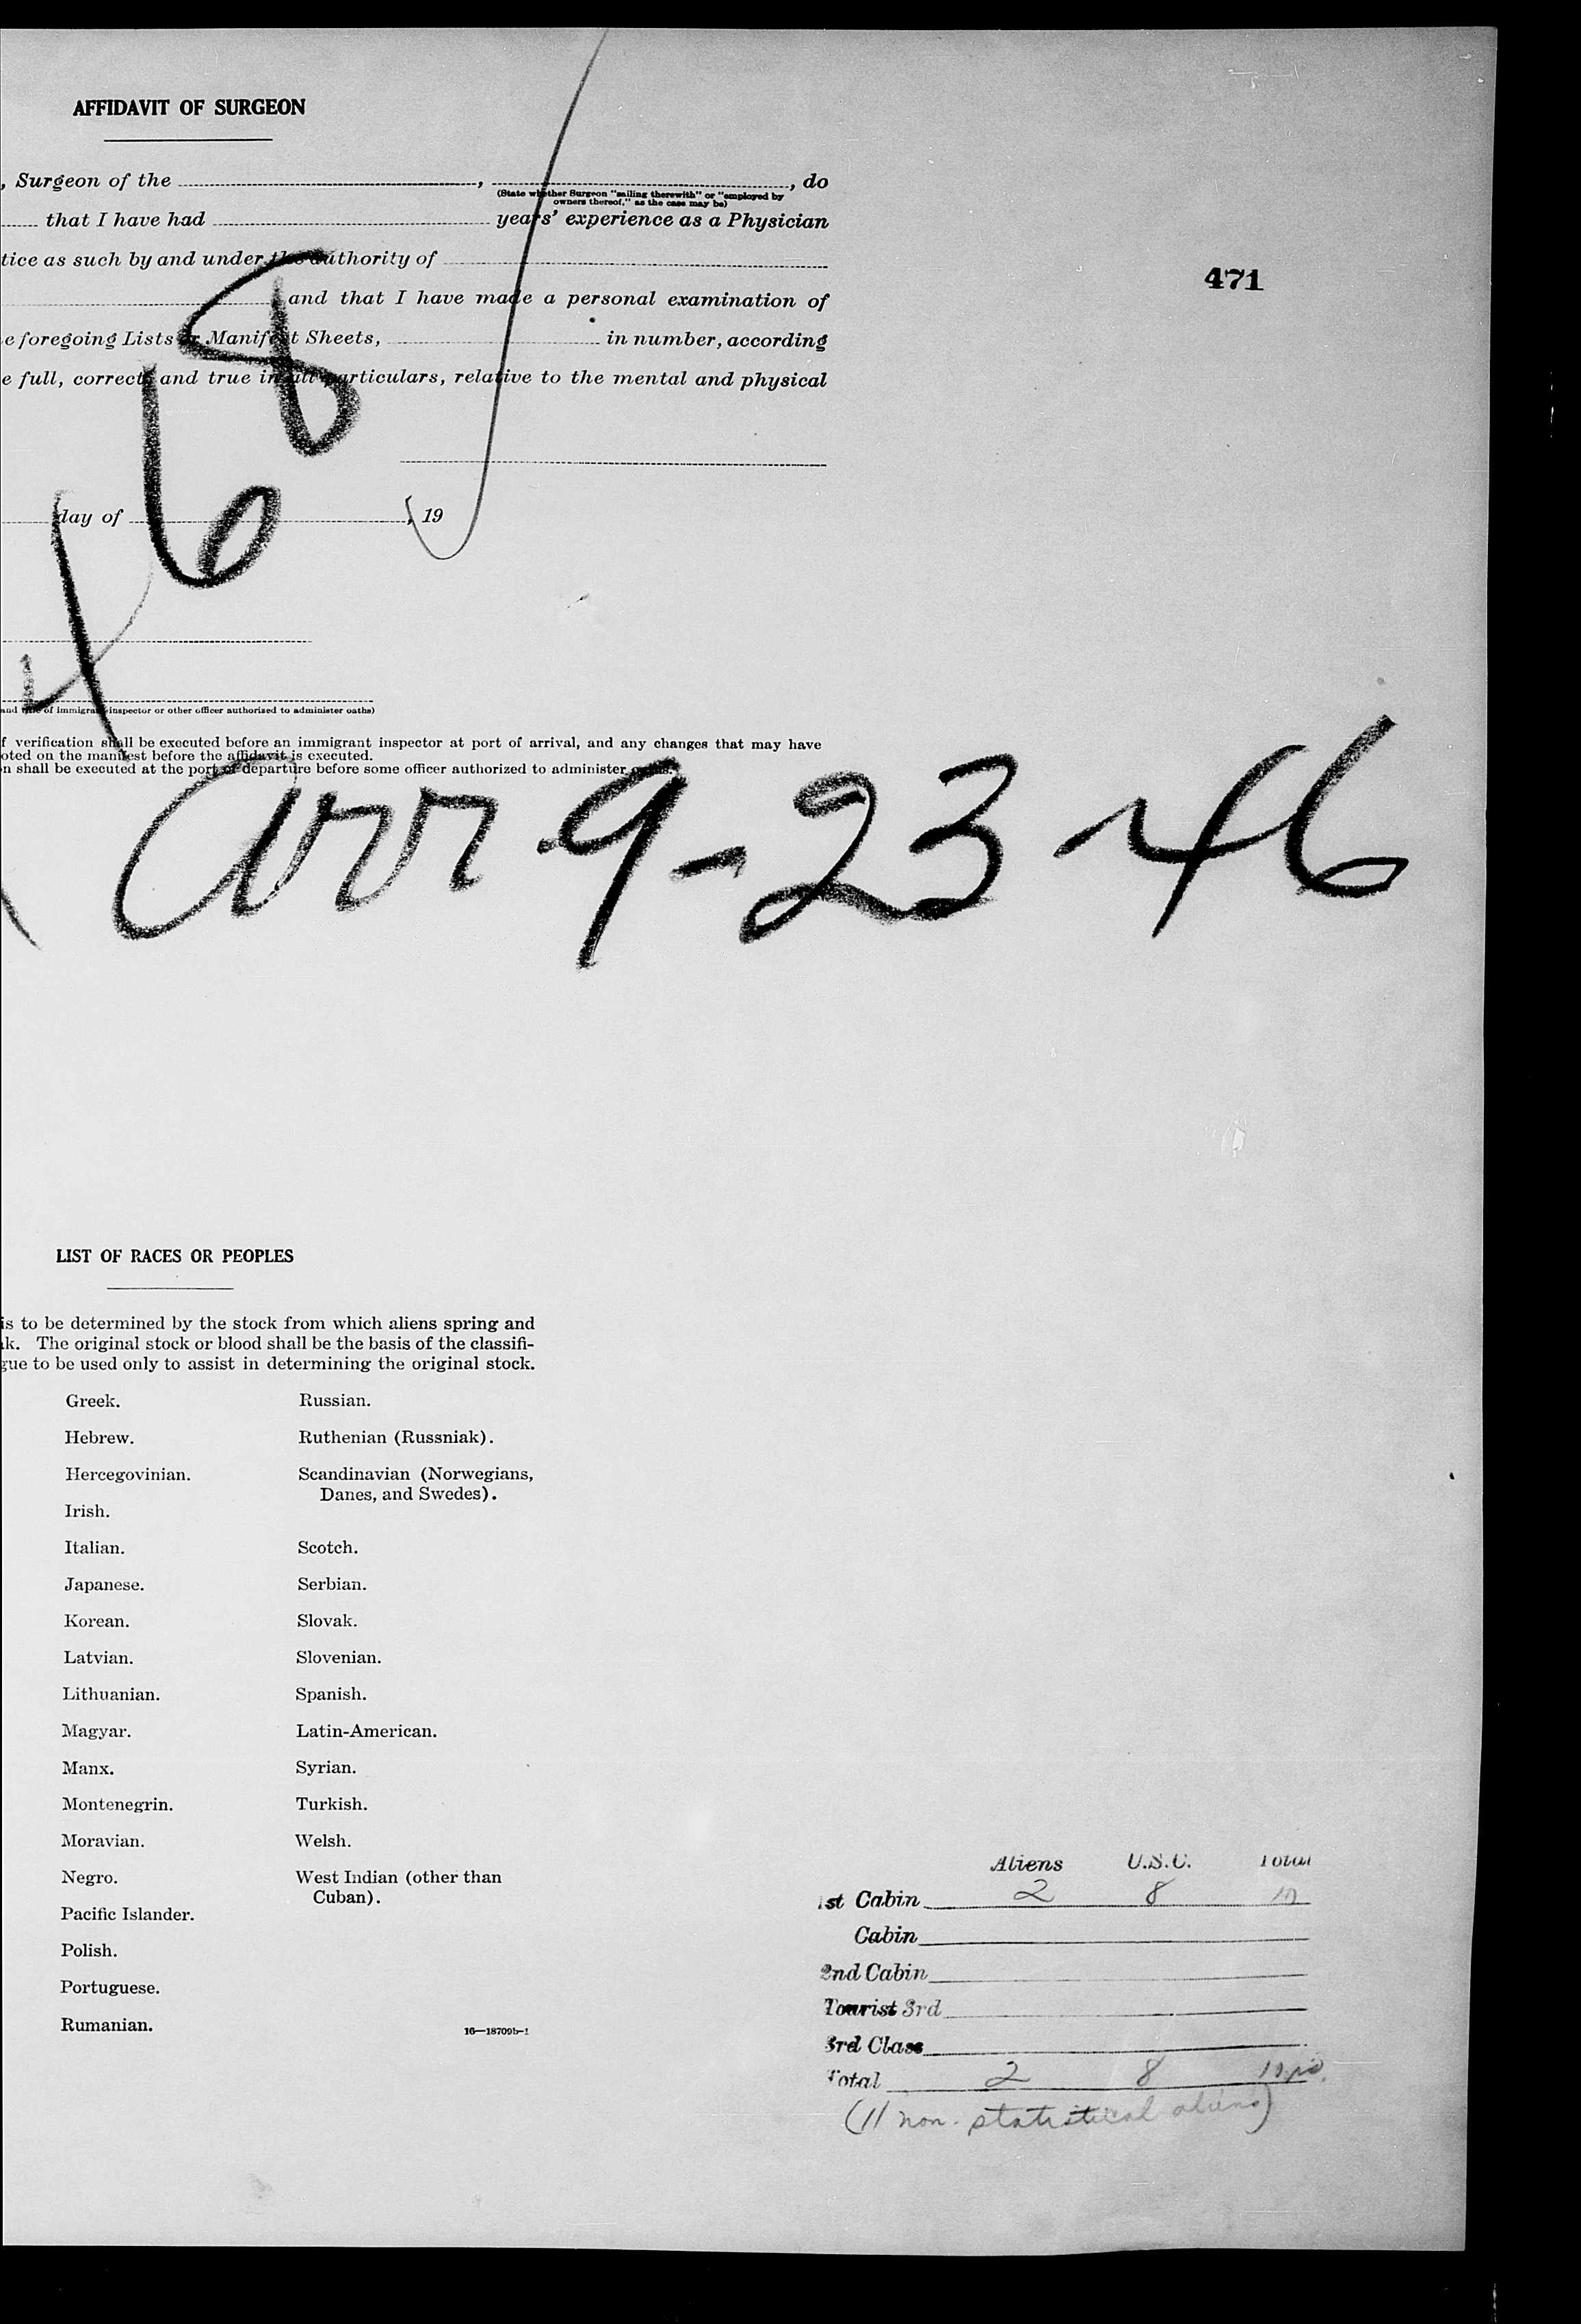 AFFIDAVIT OF SURGEON
, Surgeon of the , , do
(State whether Surgeon "sailing therewith" or "employed by
owners thereof," as the case may be)
that I have had years' experience as a Physician
tice as such by and under the authority of
471
and that I have made a personal examination of
e foregoing Lists or Manifest Sheets, in number, according
e full, correct, and true in all particulars, relative to the mental and physical
468
day of , 19
and title of immigrant inspector or other officer authorized to administer oaths)
f verification shall be executed before an immigrant inspector at port of arrival, and any changes that may have
oted on the manifest before the affidavit is executed.
n shall be executed at the port of departure before some officer authorized to administer oaths.
Arr 9-23-46
LIST OF RACES OR PEOPLES
is to be determined by the stock from which aliens spring and
k. The original stock or blood shall be the basis of the classifi-
gue to be used only to assist in determining the original stock.
Greek. Russian.
Hebrew. Ruthenian (Russniak).
Hercegovinian. Scandinavian (Norwegians,
Danes, and Swedes).
Irish.
Italian. Scotch.
Japanese. Serbian.
Korean. Slovak.
Latvian. Slovenian.
Lithuanian. Spanish.
Magyar. Latin-American.
Manx. Syrian.
Montenegrin. Turkish.
Moravian. Welsh.
Negro. West Indian (other than
Cuban).
Pacific Islander.
Polish.
Portuguese.
Rumanian.
16—18709b-1
Aliens U.S.C. Total
1st Cabin 2 8 10
Cabin
2nd Cabin
Tourist 3rd
3rd Class
Total 2 8 10
(11 non-statistical aliens)